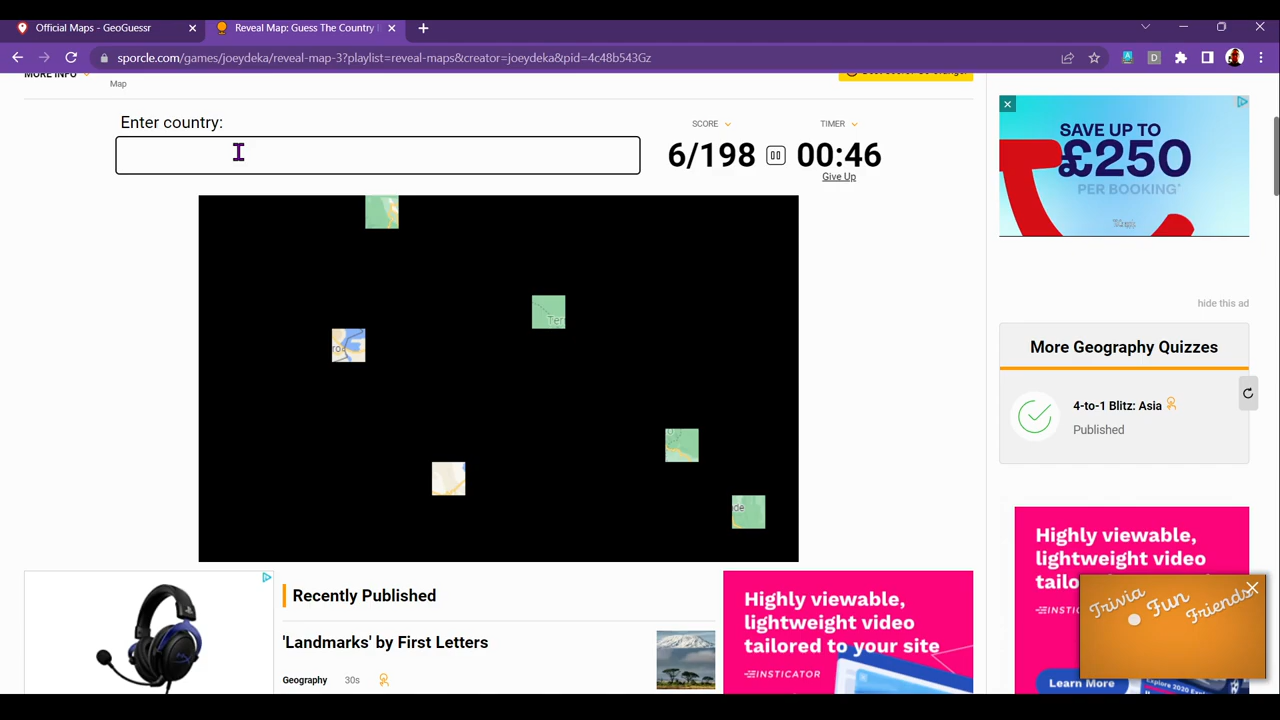 Official Maps - GeoGuessr
Reveal Map: Guess The Country
sporcle.com/games/joeydeka/reveal-map-3?playlist=reveal-maps&creator=joeydeka&pid=4c48b543Gz
D
MORE INFO
Map
Enter country:
SCORE
TIMER
6/198
00:46
Give Up
SAVE UP TO
£250
PER BOOKING*
hide this ad
More Geography Quizzes
4-to-1 Blitz: Asia
Published
Ter
ro
de
Recently Published
'Landmarks' by First Letters
Geography 30s
Highly viewable,
lightweight video
tailored to your site
INSTICATOR
Highly viewable,
lightweight video
Learn More
Trivia
Fun
Friends